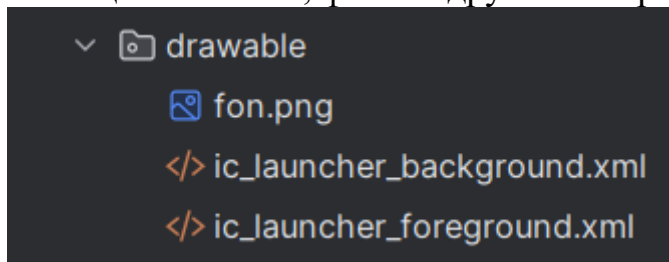 drawable
fon.png
ic_launcher_background.xml
ic_launcher_foreground.xml